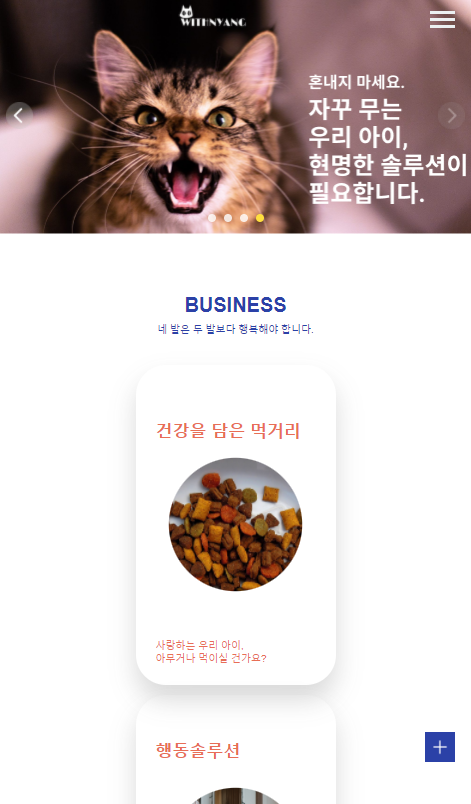 WITHNYANG
혼내지 마세요.
자꾸 무는
우리 아이,
현명한 솔루션이
필요합니다.
BUSINESS
네 발은 두 발보다 행복해야 합니다.
건강을 담은 먹거리
사랑하는 우리 아이,
아무거나 먹이실 건가요?
행동솔루션